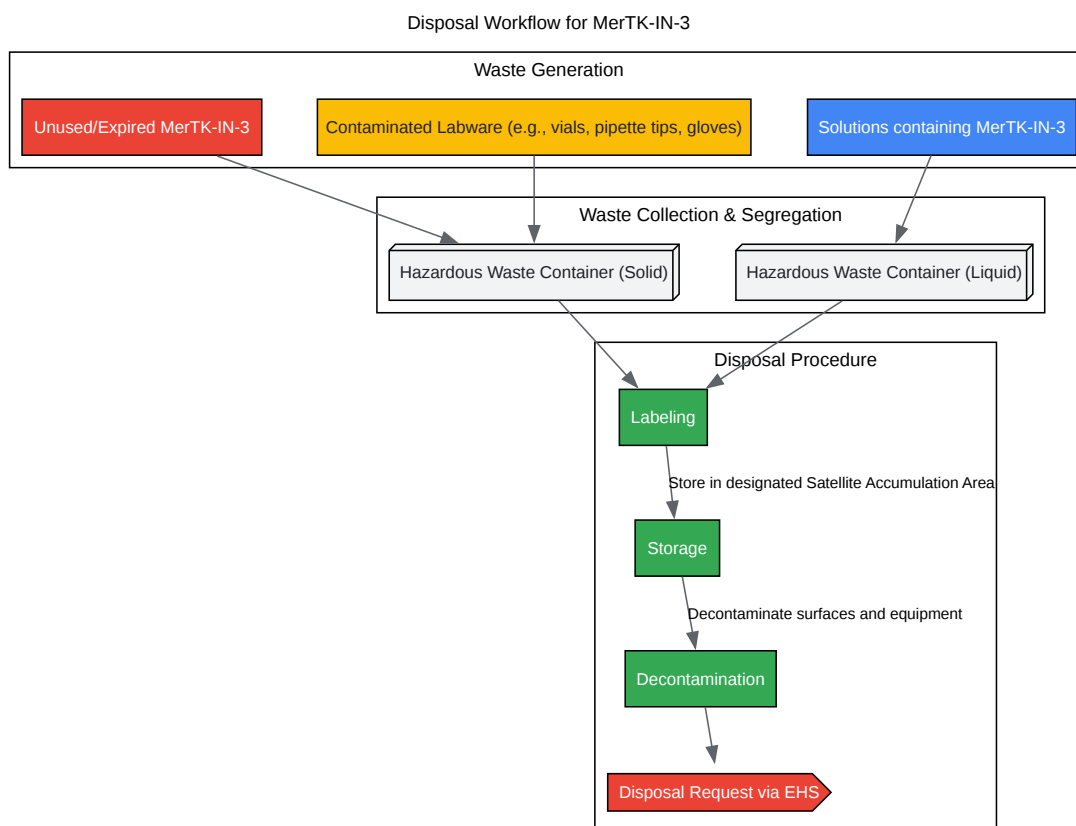 Disposal Workflow for MerTK-IN-3
Waste Generation
Unused/Expired MerTK-IN-3
Contaminated Labware (e.g., vials, pipette tips, gloves)
Solutions containing MerTK-IN-3
Waste Collection & Segregation
Hazardous Waste Container (Solid)
Hazardous Waste Container (Liquid)
Disposal Procedure
Labeling
Store in designated Satellite Accumulation Area
Storage
Decontaminate surfaces and equipment
Decontamination
Disposal Request via EHS